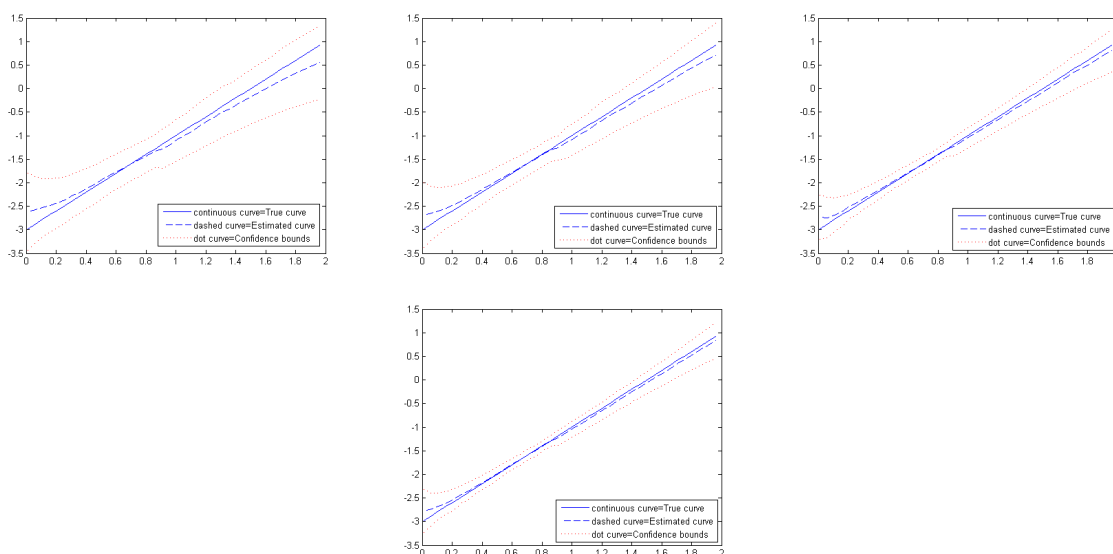 1.5
1
0.5
0
-0.5
-1
-1.5
-2
-2.5
-3
-3.5
0 0.2 0.4 0.6 0.8 1 1.2 1.4 1.6 1.8 2
continuous curve=True curve
dashed curve=Estimated curve
dot curve=Confidence bounds
1.5
1
0.5
0
-0.5
-1
-1.5
-2
-2.5
-3
-3.5
0 0.2 0.4 0.6 0.8 1 1.2 1.4 1.6 1.8 2
continuous curve=True curve
dashed curve=Estimated curve
dot curve=Confidence bounds
1.5
1
0.5
0
-0.5
-1
-1.5
-2
-2.5
-3
-3.5
0 0.2 0.4 0.6 0.8 1 1.2 1.4 1.6 1.8
continuous curve=True curve
dashed curve=Estimated curve
dot curve=Confidence bounds
1.5
1
0.5
0
-0.5
-1
-1.5
-2
-2.5
-3
-3.5
0 0.2 0.4 0.6 0.8 1 1.2 1.4 1.6 1.8 2
continuous curve=True curve
dashed curve=Estimated curve
dot curve=Confidence bounds